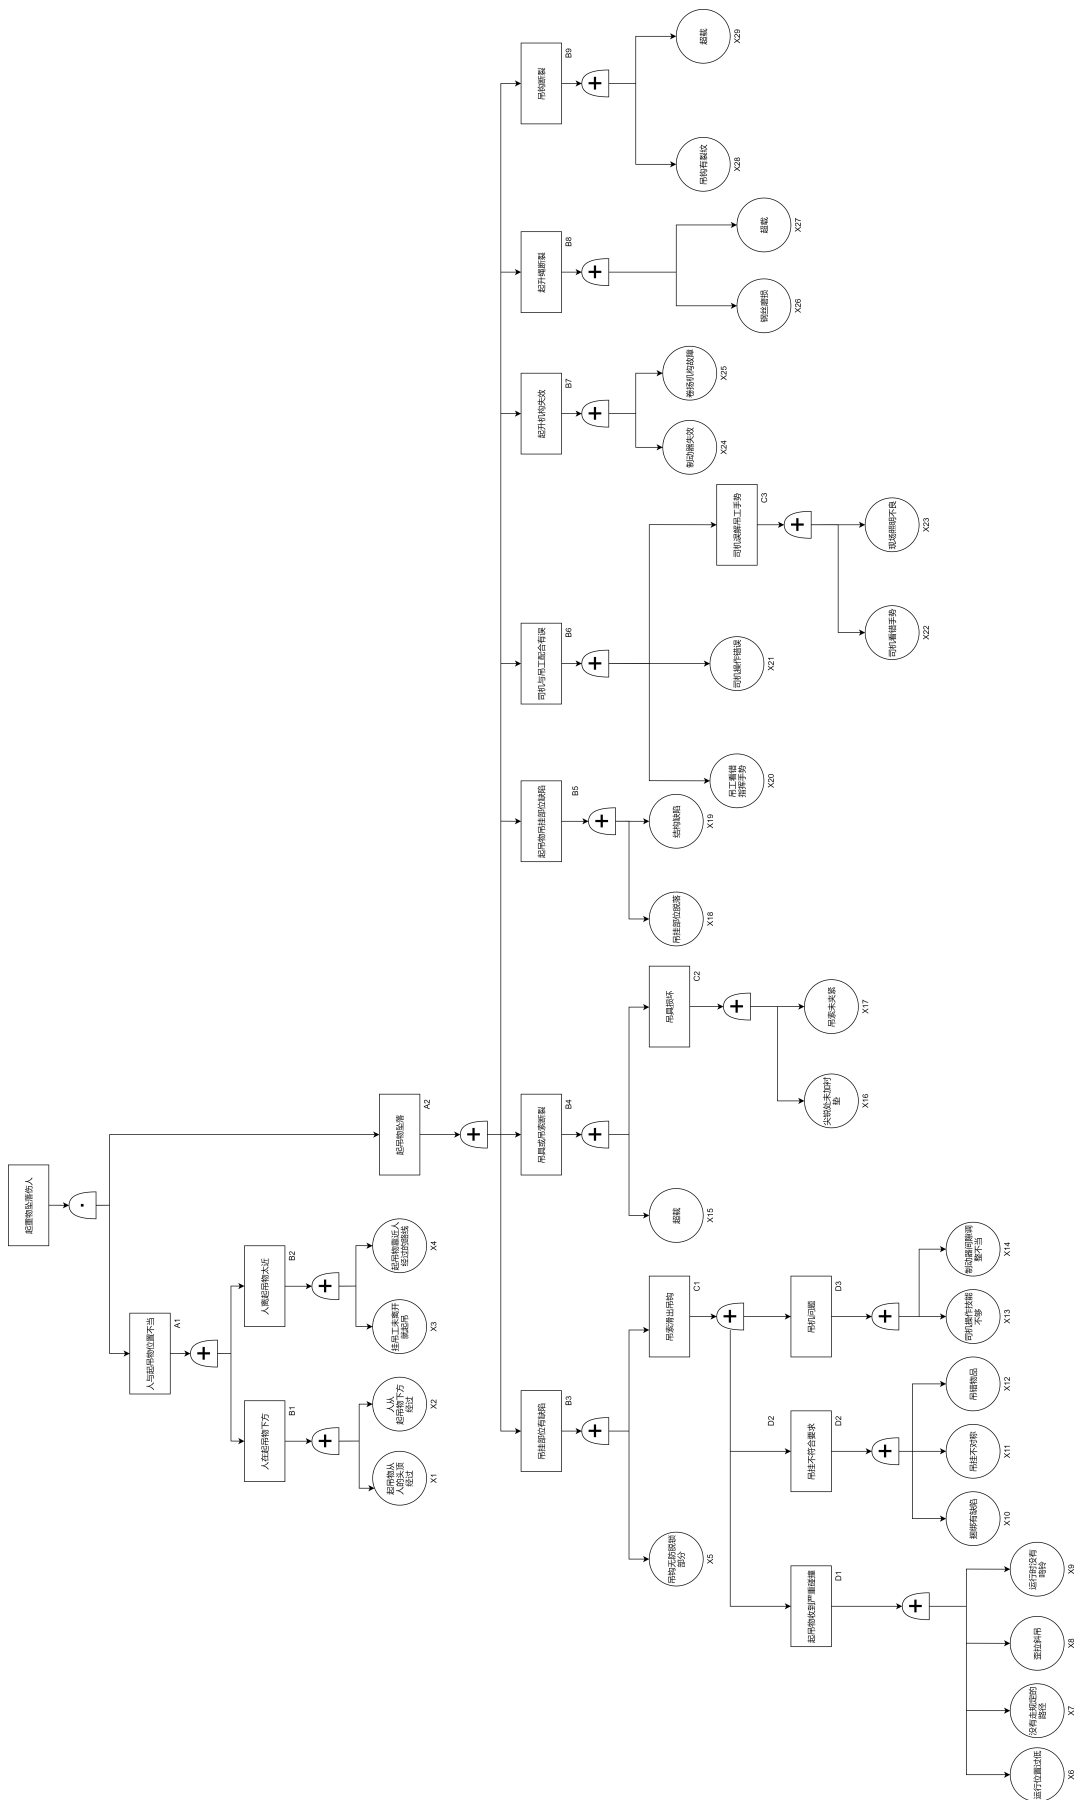 起重物坠落伤人
·
人与起吊物位置不当
A1
+
起吊物坠落
A2
+
人在起吊物下方
B1
+
人离起吊物太近
B2
+
起吊物从
人的头顶
经过
X1
人从
起吊物下方
经过
X2
挂吊工未离开
就起吊
X3
起吊物靠近人
经过的路线
X4
吊挂部位有缺陷
B3
+
吊具或吊索断裂
B4
+
起吊物吊挂部位缺陷
B5
+
司机与吊工配合有误
B6
+
起升机构失效
B7
+
起升绳断裂
B8
+
吊钩断裂
B9
+
吊钩无防脱锁
部分
X5
吊索滑出吊钩
C1
+
超载
X15
吊具损坏
C2
+
吊挂部位脱落
X18
结构缺陷
X19
吊工看错
指挥手势
X20
司机操作错误
X21
司机误解吊工手势
C3
+
制动器失效
X24
卷扬机构故障
X25
钢丝磨损
X26
超载
X27
吊钩有裂纹
X28
超载
X29
起吊物收到严重碰撞
D1
+
D2
吊挂不符合要求
D2
+
吊机问题
D3
+
尖锐处未加衬
垫
X16
吊索未夹紧
X17
司机看错手势
X22
现场照明不良
X23
运行位置过低
X6
没有走规定的
路径
X7
歪拉斜吊
X8
运行时没有
鸣铃
X9
捆绑有缺陷
X10
吊挂不对称
X11
吊错物品
X12
司机操作技能
不够
X13
制动器间隙调
整不当
X14